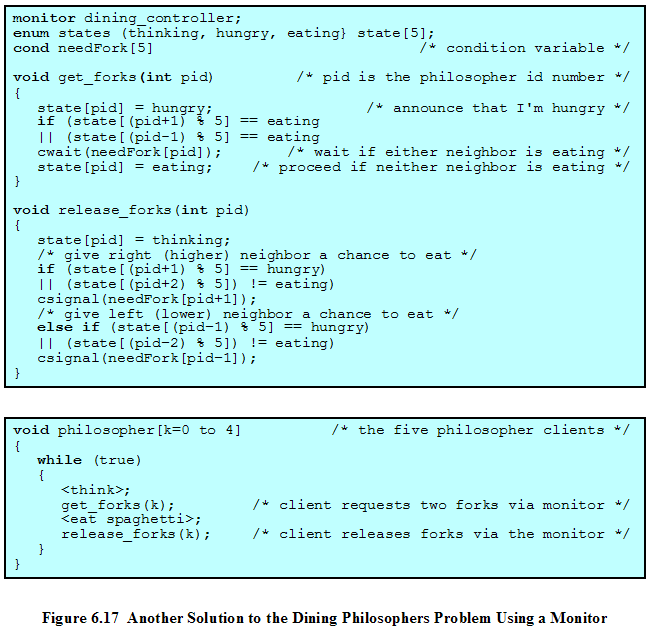 monitor dining_controller;
enum states (thinking, hungry, eating} state[5];
cond needFork[5] /* condition variable */
void get_forks(int pid) /* pid is the philosopher id number */
{
state[pid] = hungry; /* announce that I'm hungry */
if (state[(pid+1) % 5] == eating
|| (state[(pid-1) % 5] == eating
cwait(needFork[pid]); /* wait if either neighbor is eating */
state[pid] = eating; /* proceed if neither neighbor is eating */
}
void release_forks(int pid)
{
state[pid] = thinking;
/* give right (higher) neighbor a chance to eat */
if (state[(pid+1) % 5] == hungry)
|| (state[(pid+2) % 5]) != eating)
csignal(needFork[pid+1]);
/* give left (lower) neighbor a chance to eat */
else if (state[(pid-1) % 5] == hungry)
|| (state[(pid-2) % 5]) != eating)
csignal(needFork[pid-1]);
}
void philosopher[k=0 to 4] /* the five philosopher clients */
{
while (true)
{
<think>;
get_forks(k); /* client requests two forks via monitor */
<eat spaghetti>;
release_forks(k); /* client releases forks via the monitor */
}
}
Figure 6.17 Another Solution to the Dining Philosophers Problem Using a Monitor